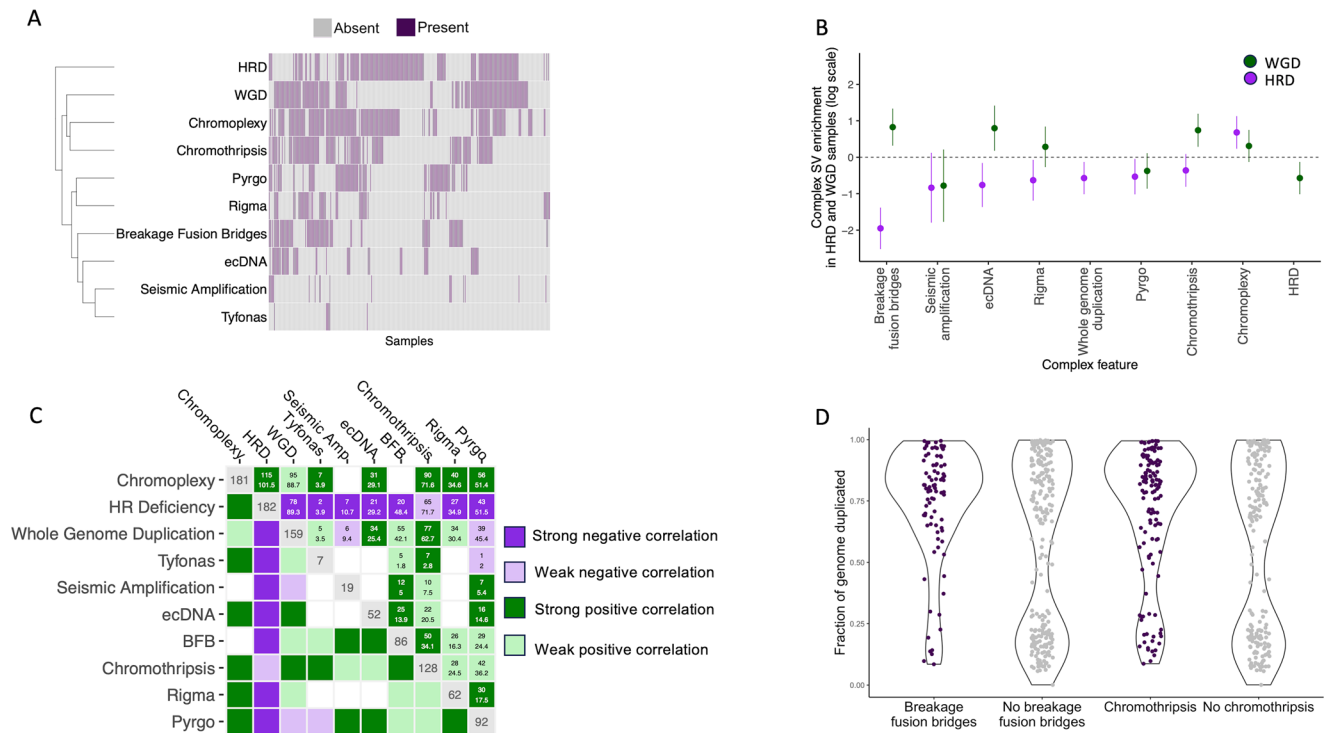 A
Absent
Present
HRD
WGD
Chromoplexy
Chromothripsis
Pyrgo
Rigma
Breakage Fusion Bridges
ecDNA
Seismic Amplification
Tyfonas
Samples
B
WGD
HRD
Complex SV enrichment
in HRD and WGD samples (log scale)
2
1
0
−1
−2
Breakage
fusion bridges
Seismic
amplification
ecDNA
Rigma
Whole genome
duplication
Pyrgo
Chromothripsis
Chromoplexy
HRD
Complex feature
C
Chromoplexy
HRD
WGD
Tyfonas
Seismic Amp.
ecDNA
BFB
Chromothripsis
Rigma
Pyrgo
Chromoplexy
181
115
101.5
95
88.7
7
3.9
31
29.1
90
71.6
40
34.6
56
51.4
HR Deficiency
182
78
89.3
2
3.9
7
10.7
21
29.2
20
48.4
65
71.7
27
34.9
43
51.5
Whole Genome Duplication
159
5
3.5
6
9.4
34
25.4
55
42.1
77
62.7
34
30.4
39
45.4
Tyfonas
7
5
1.8
7
2.8
1
2
Seismic Amplification
19
12
5
10
7.5
7
5.4
ecDNA
52
25
13.9
22
20.5
16
14.6
BFB
86
50
34.1
26
16.3
29
24.4
Chromothripsis
128
28
24.5
42
36.2
Rigma
62
30
17.5
Pyrgo
92
Strong negative correlation
Weak negative correlation
Strong positive correlation
Weak positive correlation
D
Fraction of genome duplicated
1.00
0.75
0.50
0.25
0.00
Breakage
fusion bridges
No breakage
fusion bridges
Chromothripsis
No chromothripsis